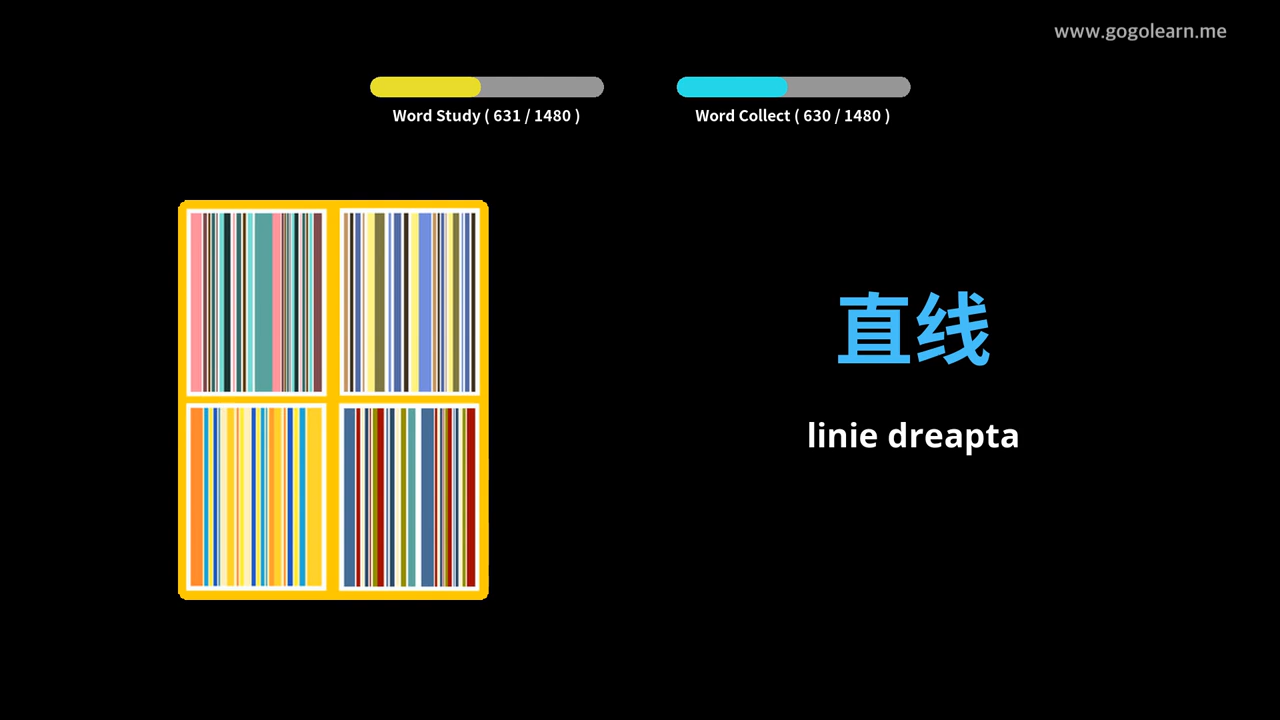 www.gogolearn.me
Word Study ( 631 / 1480 )
Word Collect ( 630 / 1480 )
直线
linie dreapta